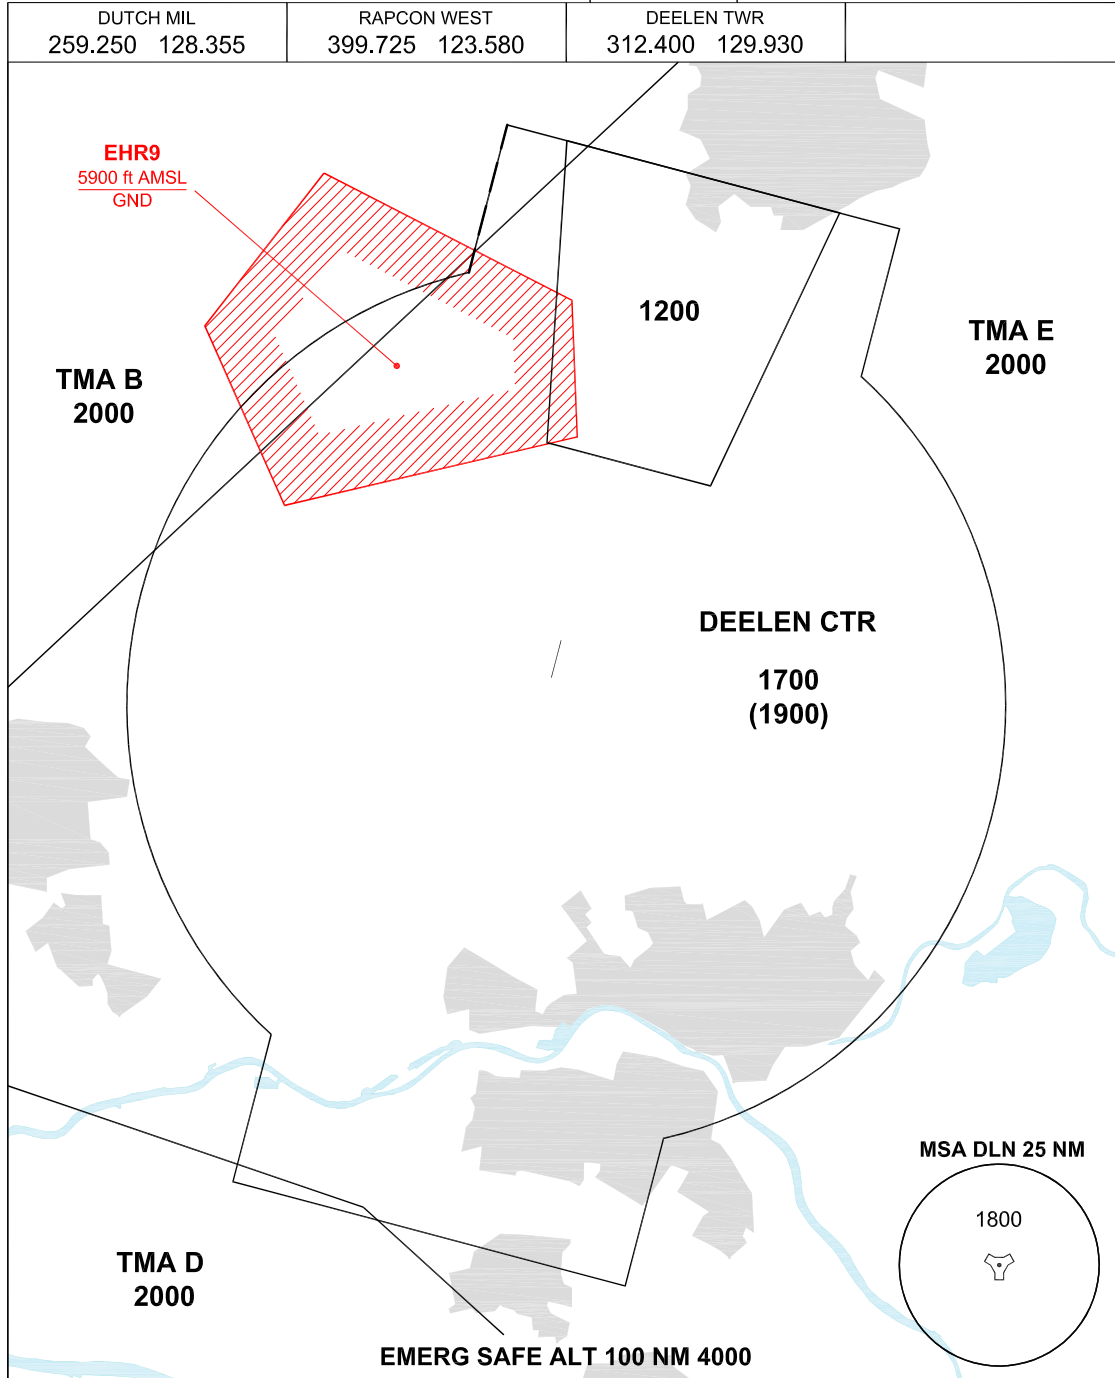 DUTCH MIL
259.250 128.355
RAPCON WEST
399.725 123.580
DEELEN TWR
312.400 129.930
EHR9
5900 ft AMSL
GND
1200
TMA E
2000
TMA B
2000
DEELEN CTR
1700
(1900)
MSA DLN 25 NM
1800
TMA D
2000
EMERG SAFE ALT 100 NM 4000